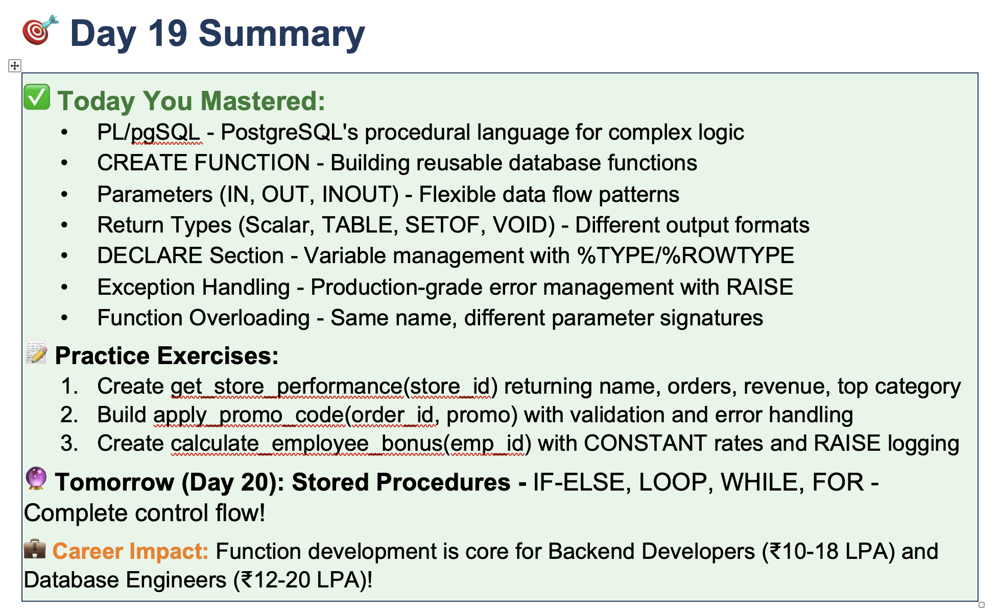 🎯 Day 19 Summary
✅ Today You Mastered:
• PL/pgSQL - PostgreSQL's procedural language for complex logic
• CREATE FUNCTION - Building reusable database functions
• Parameters (IN, OUT, INOUT) - Flexible data flow patterns
• Return Types (Scalar, TABLE, SETOF, VOID) - Different output formats
• DECLARE Section - Variable management with %TYPE/%ROWTYPE
• Exception Handling - Production-grade error management with RAISE
• Function Overloading - Same name, different parameter signatures
📝 Practice Exercises:
1. Create get_store_performance(store_id) returning name, orders, revenue, top category
2. Build apply_promo_code(order_id, promo) with validation and error handling
3. Create calculate_employee_bonus(emp_id) with CONSTANT rates and RAISE logging
🔮 Tomorrow (Day 20): Stored Procedures - IF-ELSE, LOOP, WHILE, FOR -
Complete control flow!
💼 Career Impact: Function development is core for Backend Developers (₹10-18 LPA) and
Database Engineers (₹12-20 LPA)!